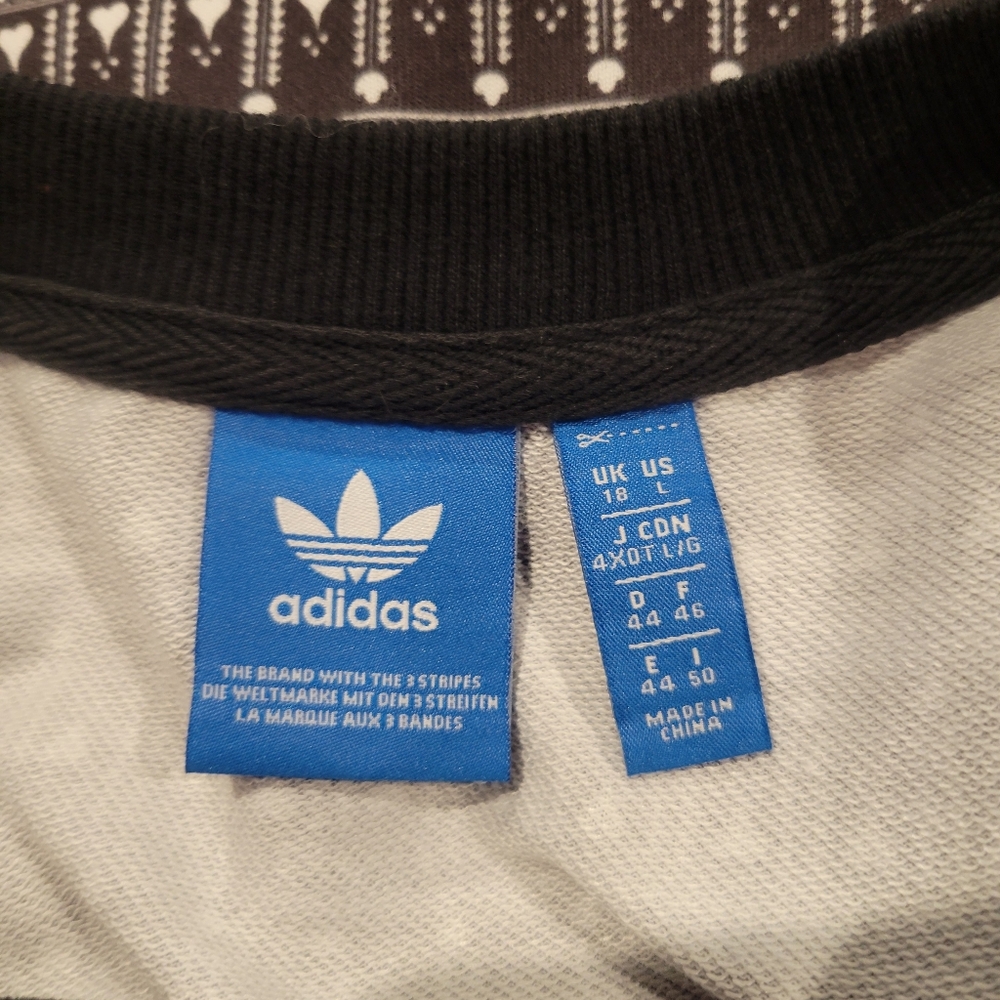 adidas
THE BRAND WITH THE 3 STRIPES
DIE WELTMARKE MIT DEN 3 STREIFEN
LA MARQUE AUX 3 BANDES
UK US
18 L
J CDN
4XOT L/G
D F
44 46
E I
44 50
MADE IN
CHINA